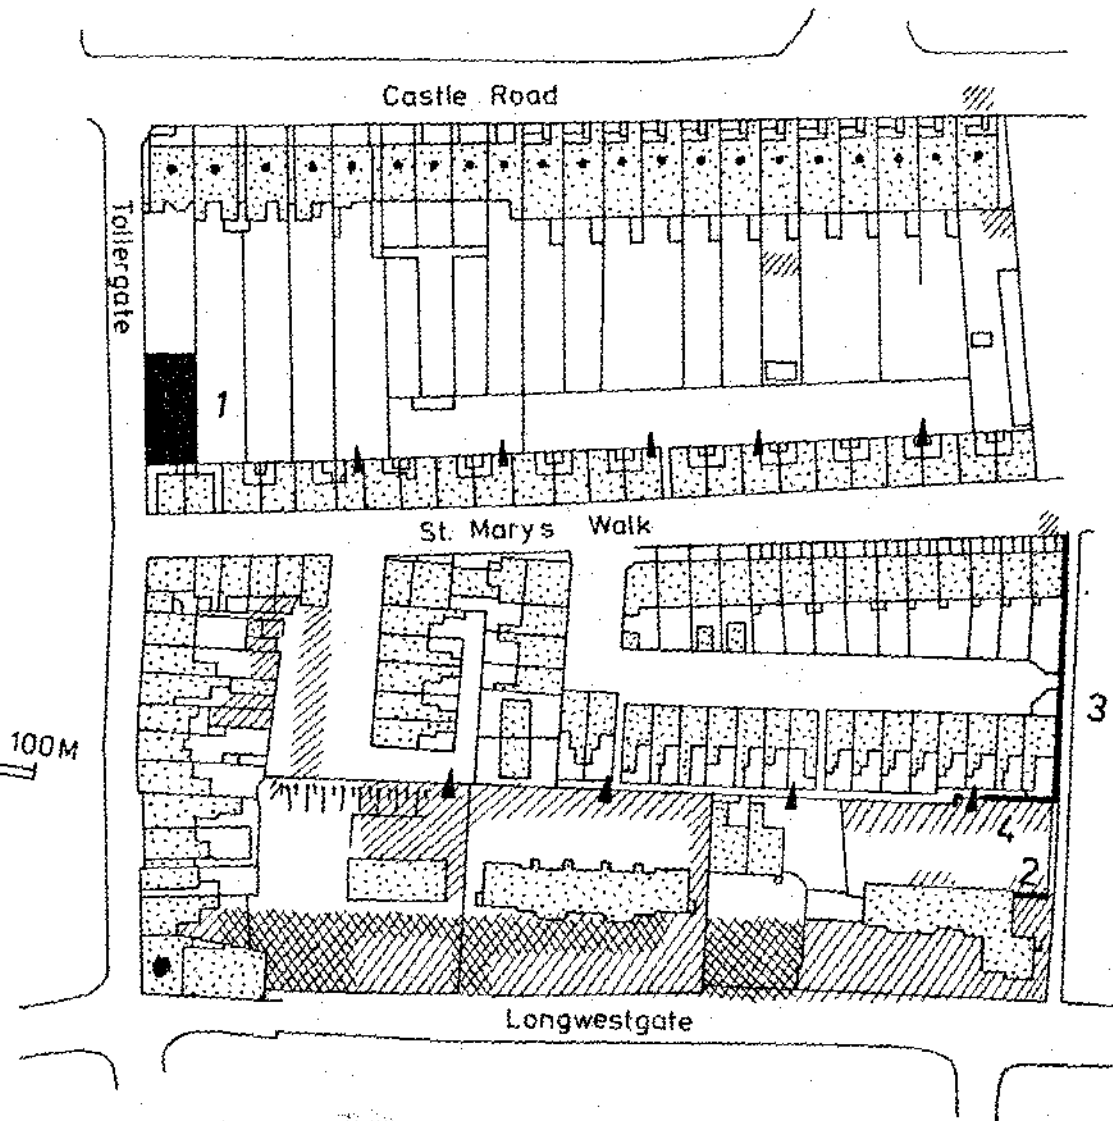 Castle Road
Tollergate
1
St. Marys Walk
3
100M
4
2
Longwestgate